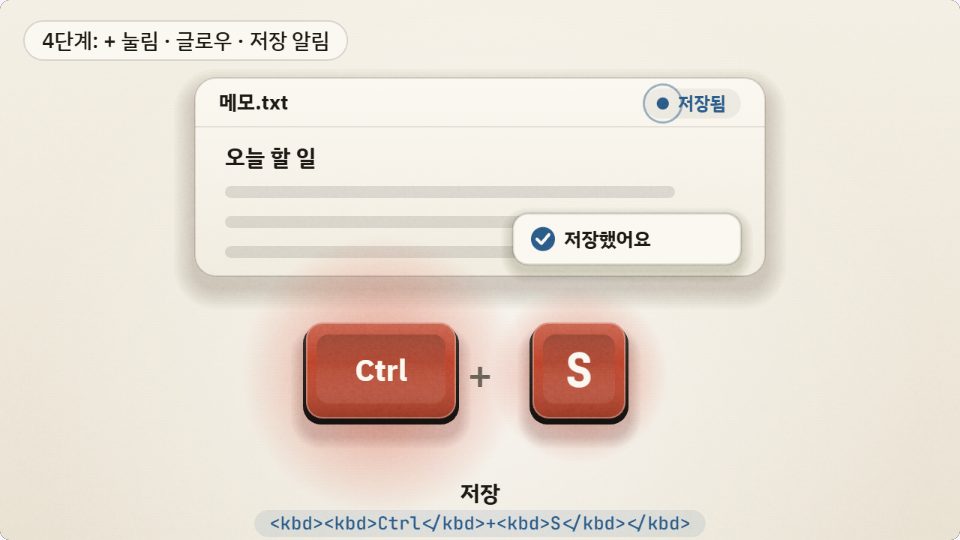 4단계: + 눌림 · 글로우 · 저장 알림
메모.txt
저장됨
오늘 할 일
저장했어요
Ctrl
+
S
저장
<kbd><kbd>Ctrl</kbd>+<kbd>S</kbd></kbd>